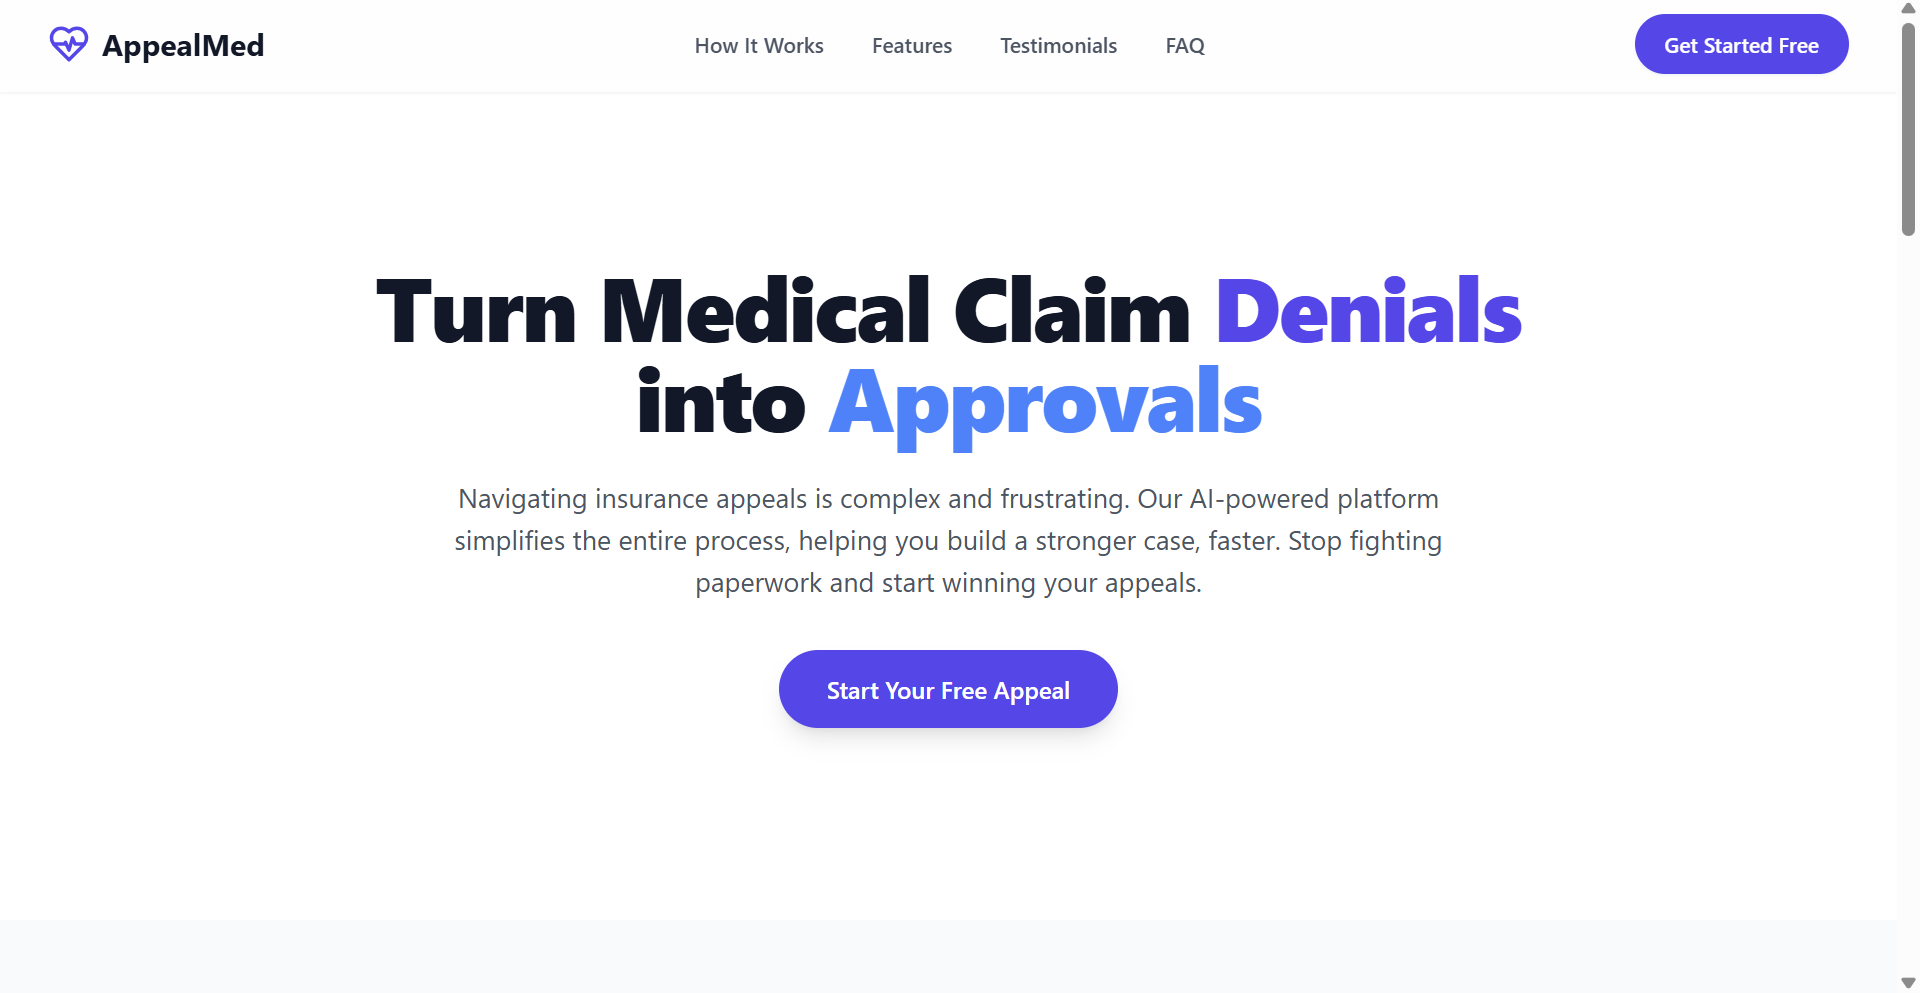 AppealMed
How It Works
Features
Testimonials
FAQ
Get Started Free
Turn Medical Claim Denials
into Approvals
Navigating insurance appeals is complex and frustrating. Our AI-powered platform
simplifies the entire process, helping you build a stronger case, faster. Stop fighting
paperwork and start winning your appeals.
Start Your Free Appeal